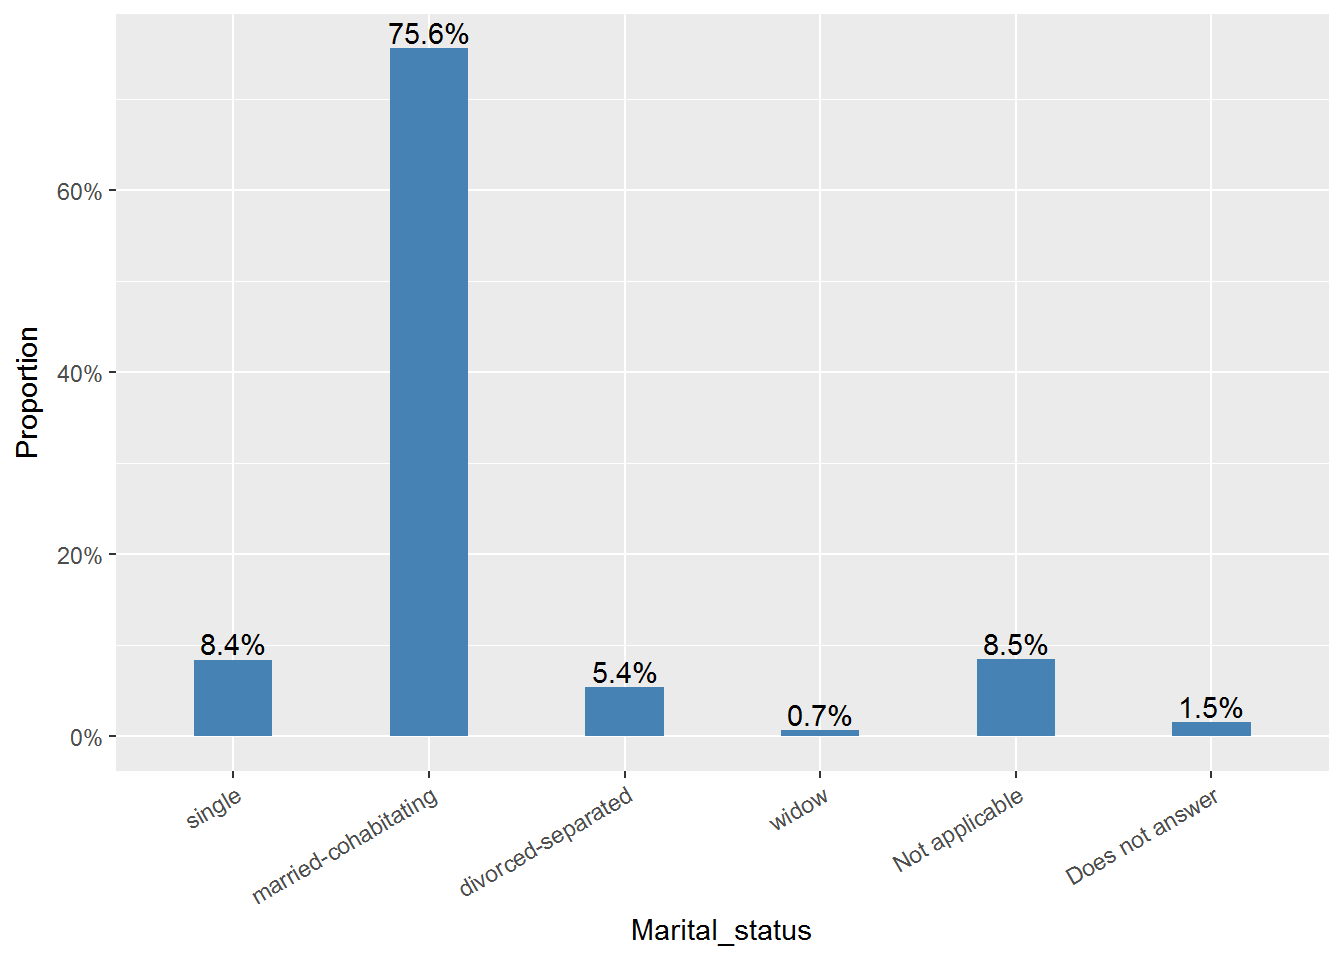 75.6%
60%
40%
20%
0%
8.4%
5.4%
0.7%
8.5%
1.5%
Proportion
single
married-cohabitating
divorced-separated
widow
Not applicable
Does not answer
Marital_status